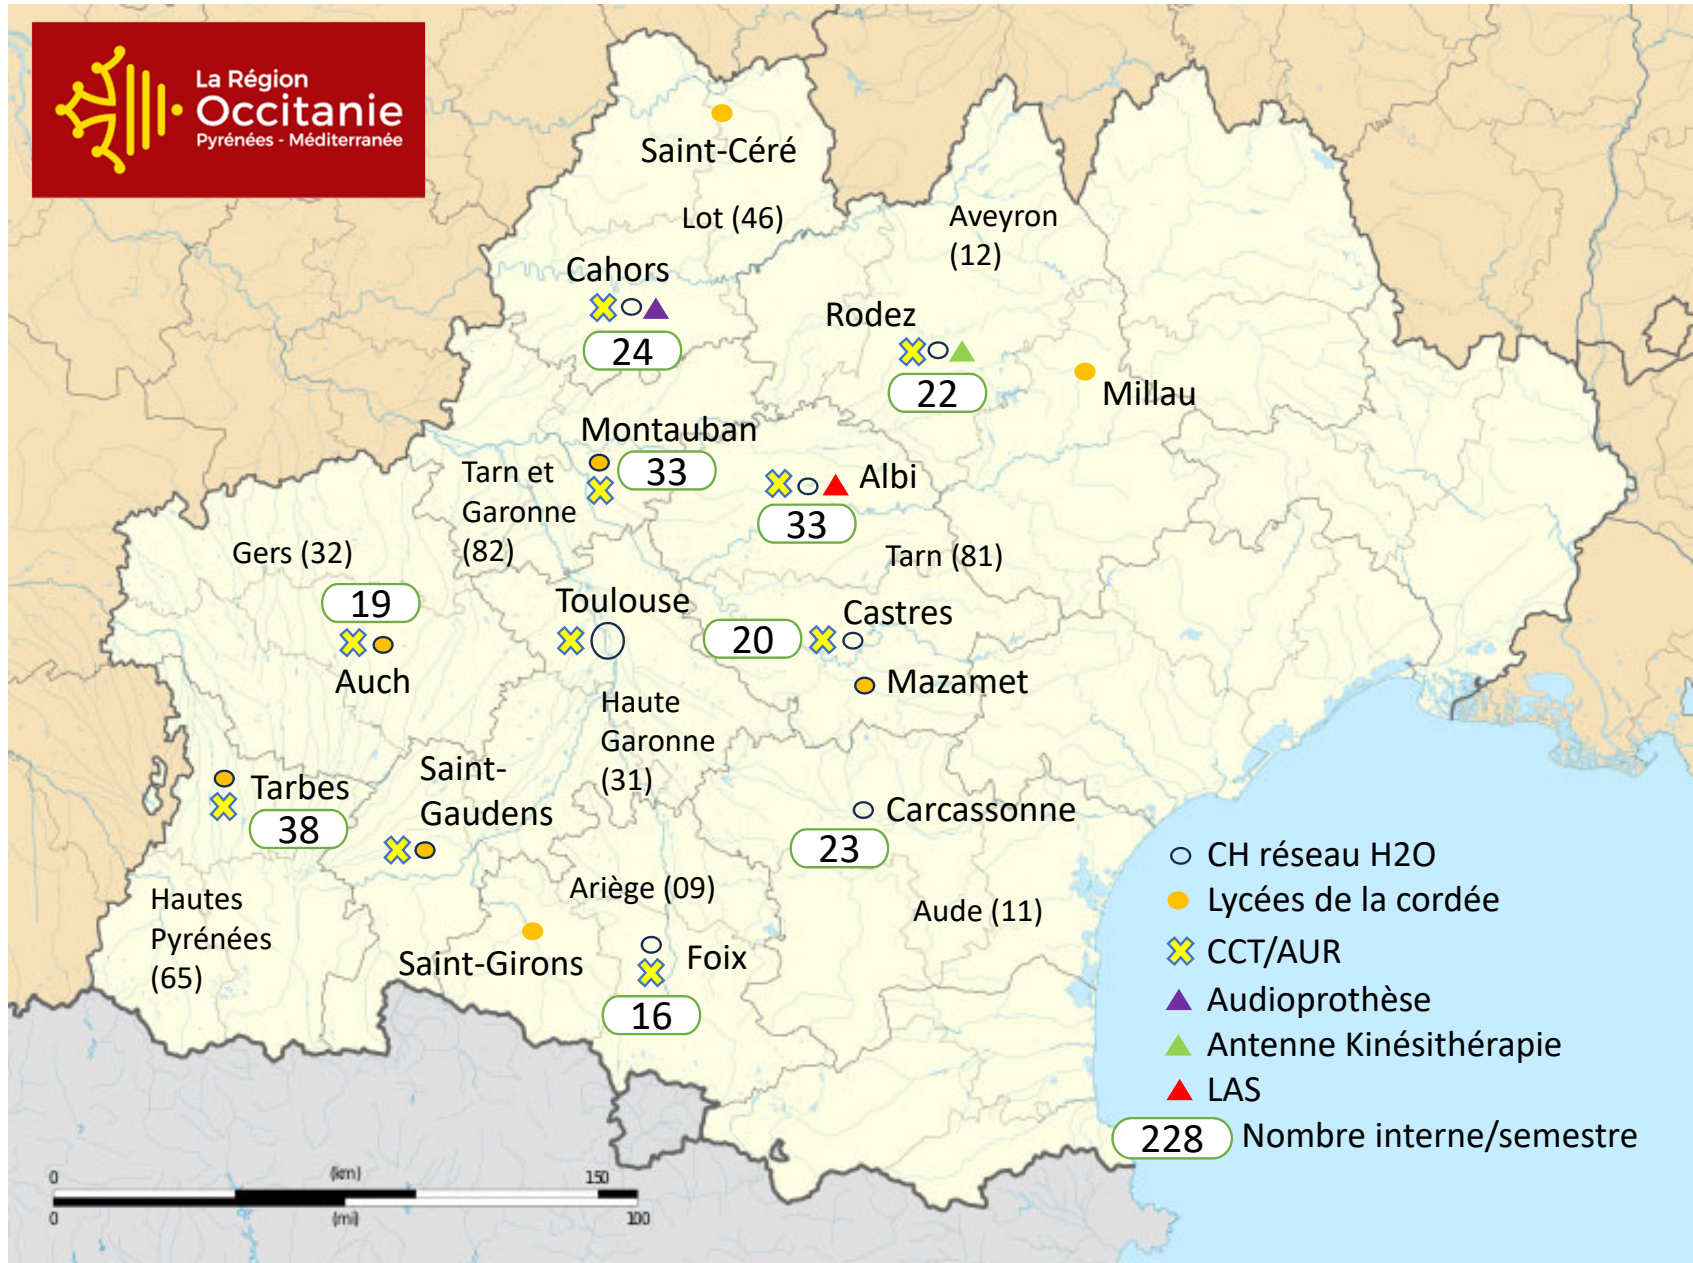 La Région
Occitanie
Pyrénées - Méditerranée
Saint-Céré
Lot (46)
Aveyron
(12)
Cahors
24
Rodez
22
Millau
Montauban
33
Tarn et
Garonne
(82)
Albi
33
Tarn (81)
Gers (32)
19
Auch
Toulouse
Castres
20
Mazamet
Haute
Garonne
(31)
Saint-
Gaudens
Tarbes
38
Carcassonne
23
Hautes
Pyrénées
(65)
Ariège (09)
Aude (11)
Saint-Girons
Foix
16
CH réseau H2O
Lycées de la cordée
CCT/AUR
Audioprothèse
Antenne Kinésithérapie
LAS
228 Nombre interne/semestre
0 (km) 150
0 (mi) 100